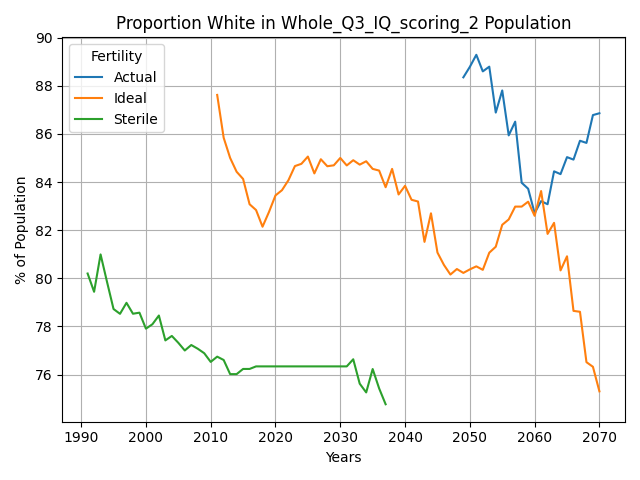 Proportion White in Whole_Q3_IQ_scoring_2 Population
% of Population
90
88
86
84
82
80
78
76
Fertility
Actual
Ideal
Sterile
1990 2000 2010 2020 2030 2040 2050 2060 2070
Years